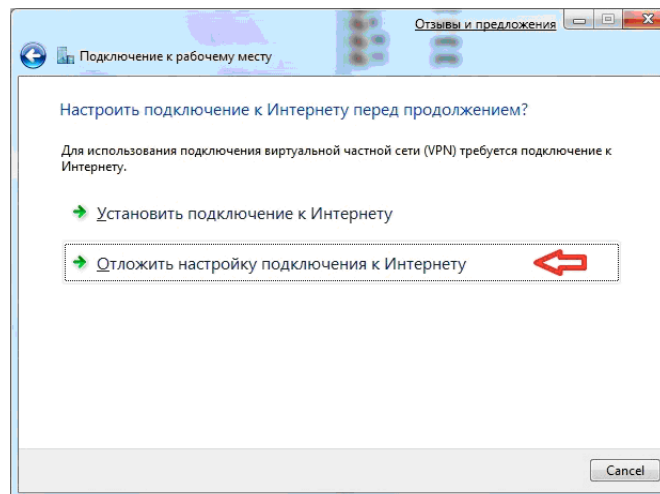 Отзывы и предложения
Подключение к рабочему месту
Настроить подключение к Интернету перед продолжением?
Для использования подключения виртуальной частной сети (VPN) требуется подключение к
Интернету.
Установить подключение к Интернету
Отложить настройку подключения к Интернету
Cancel